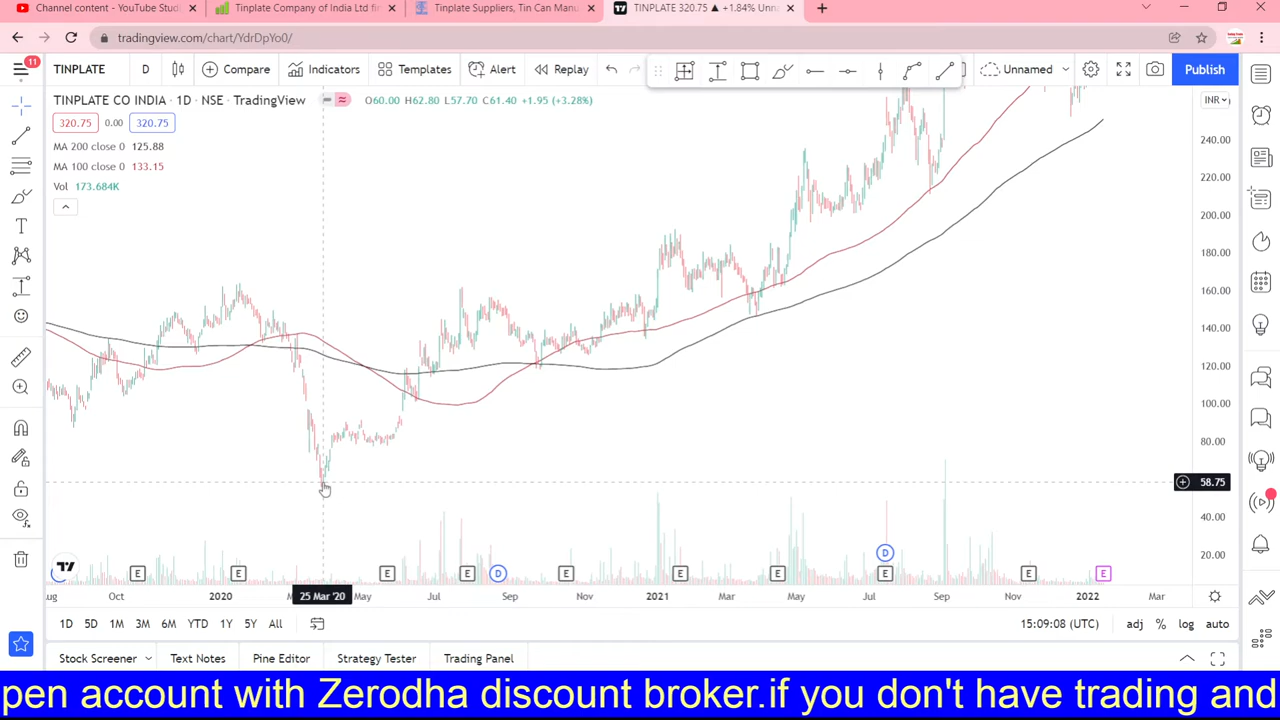 Channel content - YouTube Studi
Tinplate Company of India Ltd fin
Tinplate Suppliers, Tin Can Manu
TINPLATE 320.75 ▲ +1.84% Unna
tradingview.com/chart/YdrDpYo0/
11
TINPLATE
D
Compare
Indicators
Templates
Alert
Replay
Unnamed
Publish
TINPLATE CO INDIA · 1D · NSE · TradingView
O60.00 H62.80 L57.70 C61.40 +1.95 (+3.28%)
INR
320.75 0.00 320.75
MA 200 close 0 125.88
MA 100 close 0 133.15
Vol 173.684K
240.00
220.00
200.00
180.00
160.00
140.00
120.00
100.00
80.00
58.75
40.00
20.00
E E E E D E E E D E E E
ug Oct 2020 25 Mar '20 May Jul Sep Nov 2021 Mar May Jul Sep Nov 2022 Mar
1D 5D 1M 3M 6M YTD 1Y 5Y All
15:09:08 (UTC) adj % log auto
Stock Screener Text Notes Pine Editor Strategy Tester Trading Panel
pen account with Zerodha discount broker.if you don't have trading and